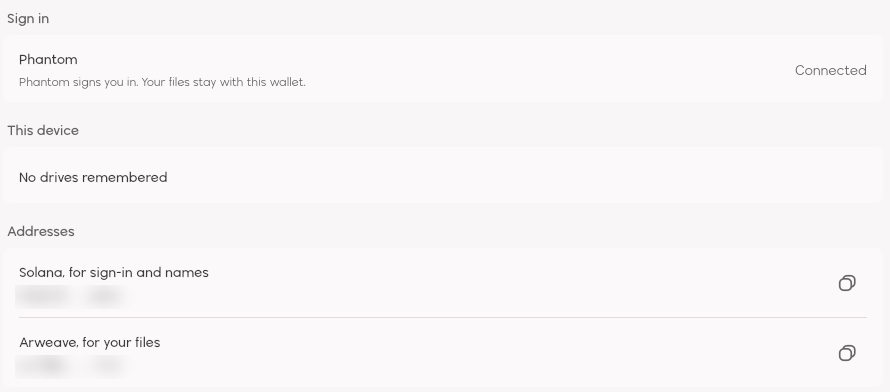 Sign in
Phantom
Phantom signs you in. Your files stay with this wallet.
Connected
This device
No drives remembered
Addresses
Solana, for sign-in and names
Arweave, for your files